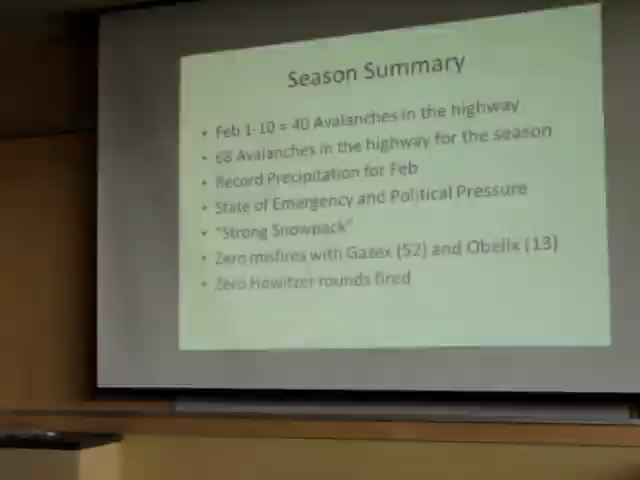 Season Summary
• Feb 1-10 = 40 Avalanches in the highway
• 68 Avalanches in the highway for the season
• Record Precipitation for Feb
• State of Emergency and Political Pressure
• "Strong Snowpack"
• Zero misfires with Gazex (52) and Obelix (13)
• Zero Howitzer rounds fired